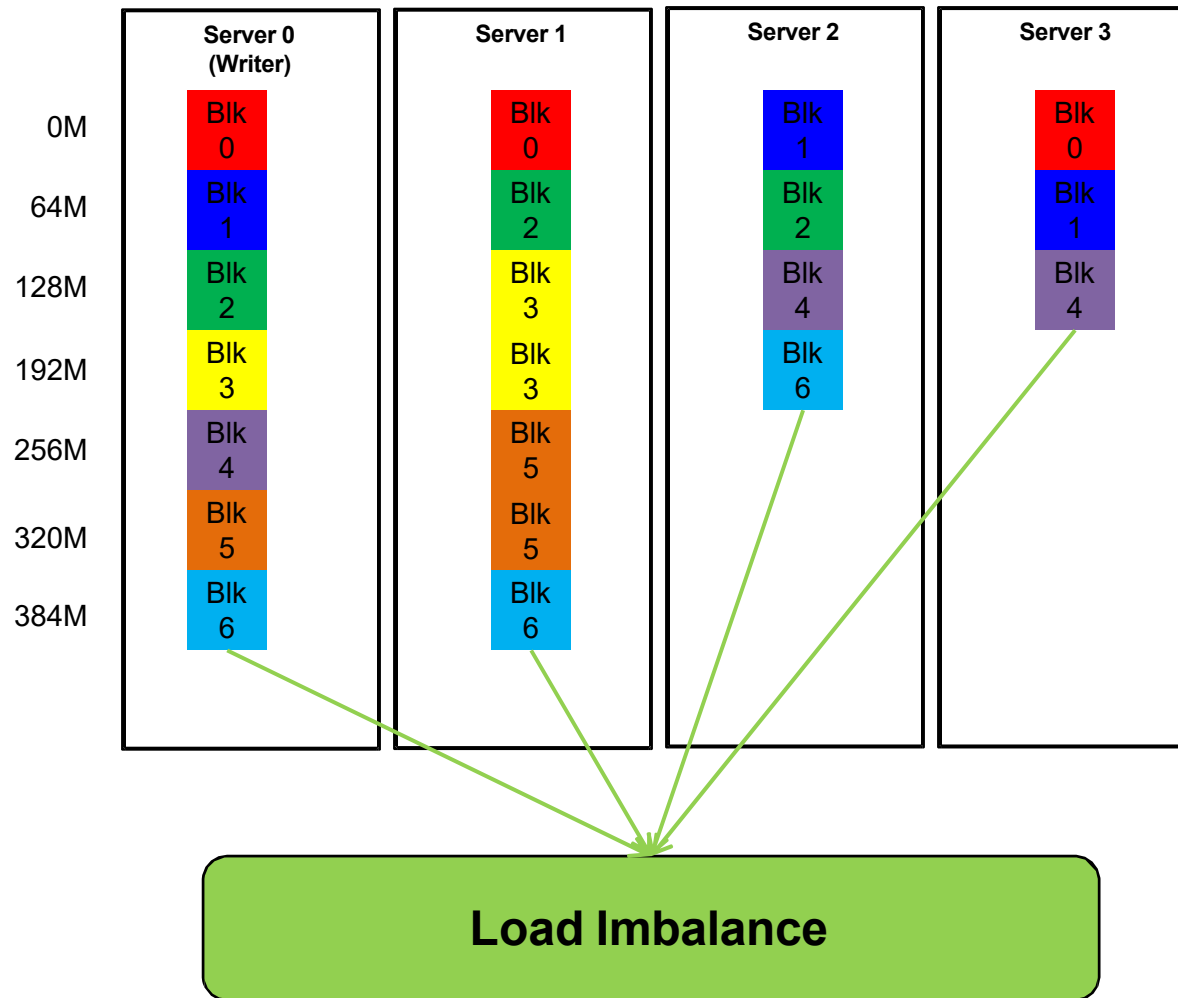 Server 0
(Writer)
Server 1
Server 2
Server 3
0M
64M
128M
192M
256M
320M
384M
Blk
0
Blk
1
Blk
2
Blk
3
Blk
4
Blk
5
Blk
6
Blk
0
Blk
2
Blk
3
Blk
3
Blk
5
Blk
5
Blk
6
Blk
1
Blk
2
Blk
4
Blk
6
Blk
0
Blk
1
Blk
4
Load Imbalance